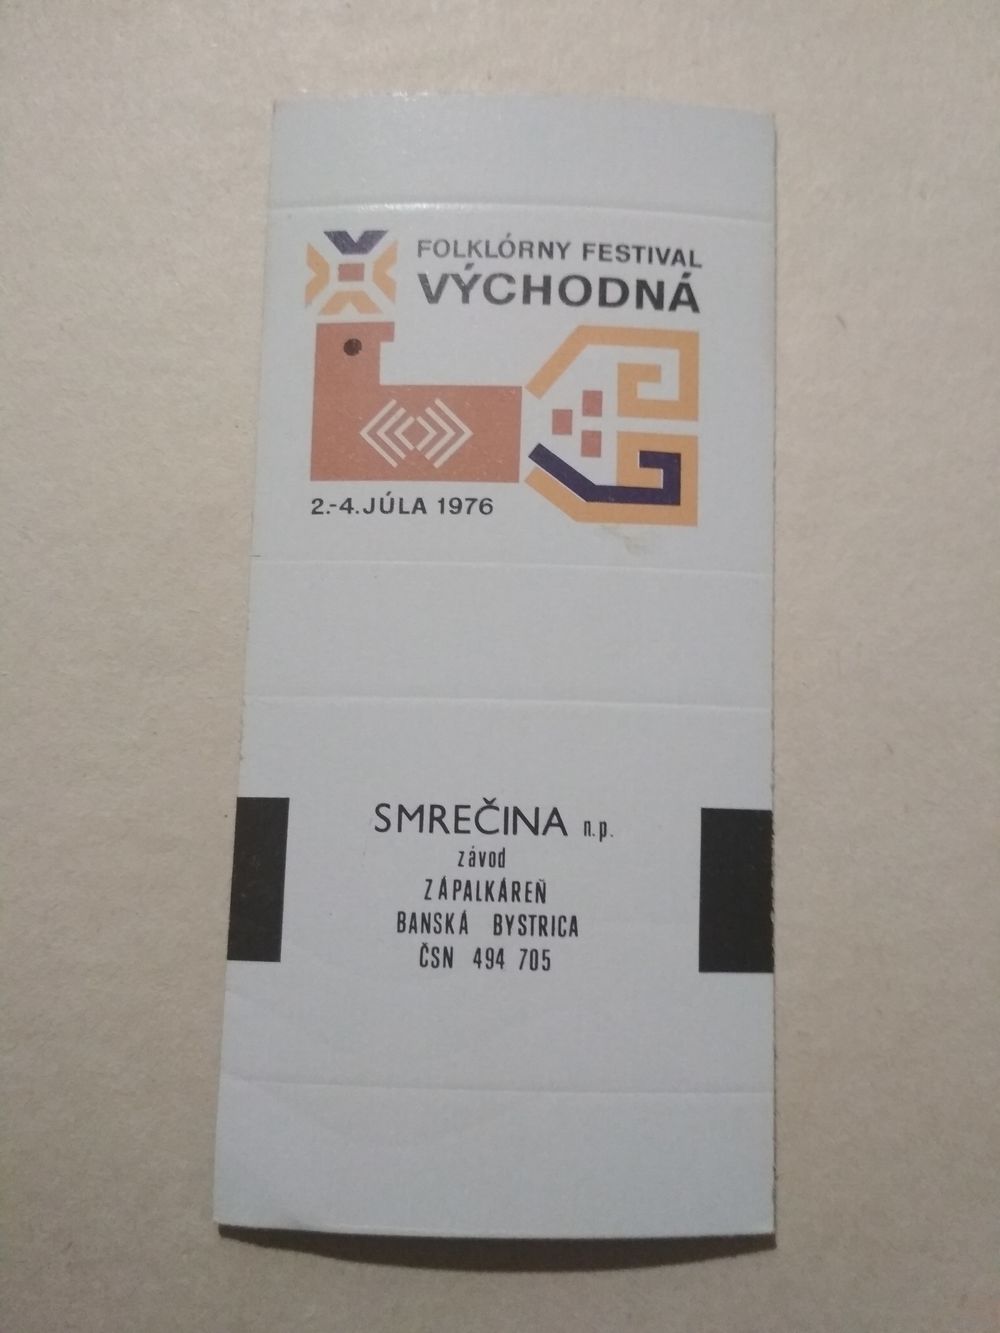 FOLKLÓRNY FESTIVAL
VÝCHODNÁ
2.-4. JÚLA 1976
SMREČINA n.p.
závod
ZÁPALKÁREŇ
BANSKÁ BYSTRICA
ČSN 494 705